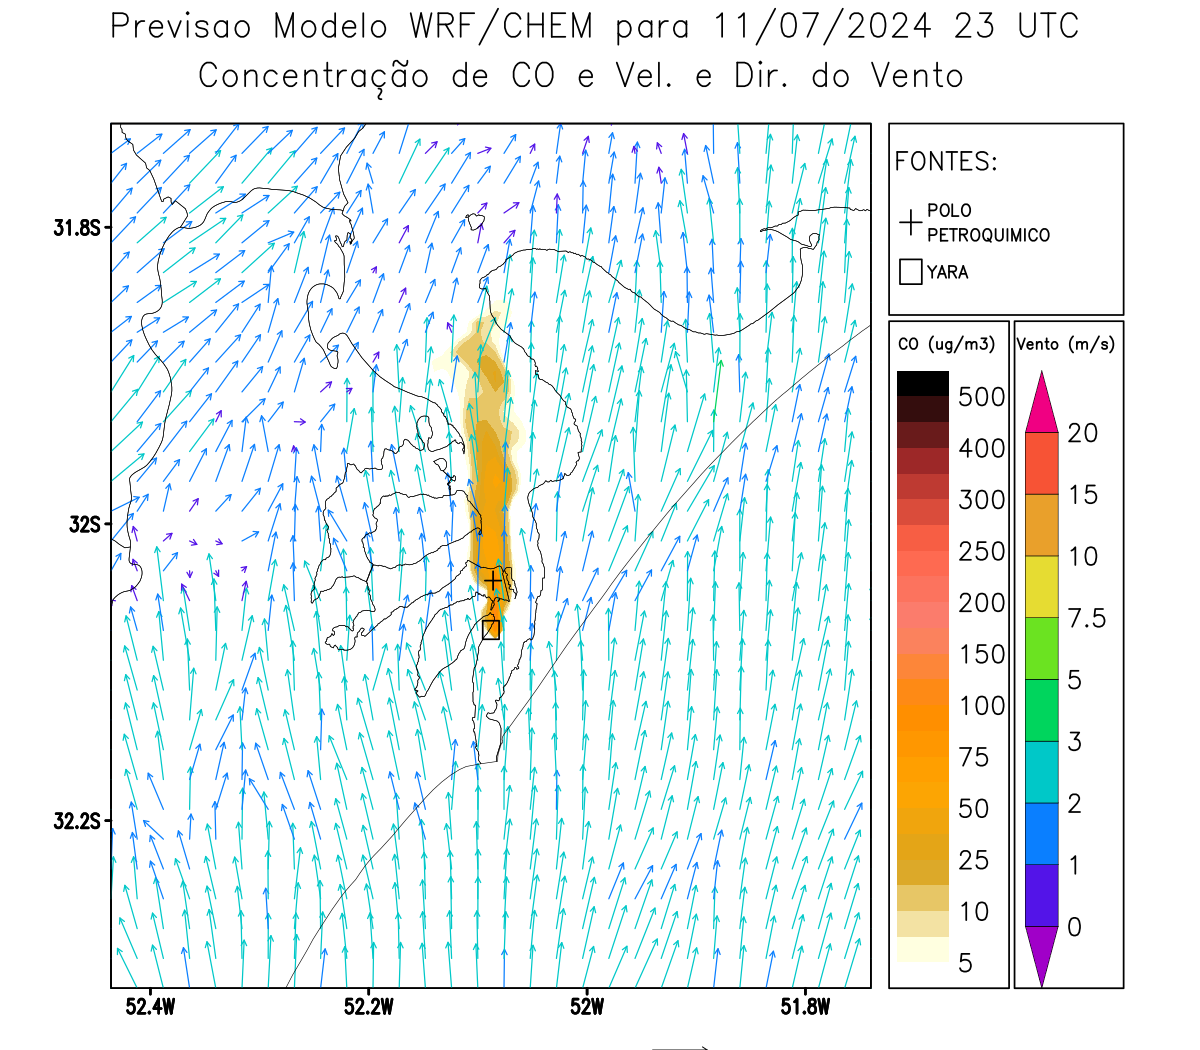 Previsao Modelo WRF/CHEM para 11/07/2024 23 UTC
Concentração de CO e Vel. e Dir. do Vento
FONTES:
POLO
PETROQUIMICO
YARA
CO (ug/m3)
500
400
300
250
200
150
100
75
50
25
10
5
Vento (m/s)
20
15
10
7.5
5
3
2
1
0
31.8S
32S
32.2S
52.4W
52.2W
52W
51.8W